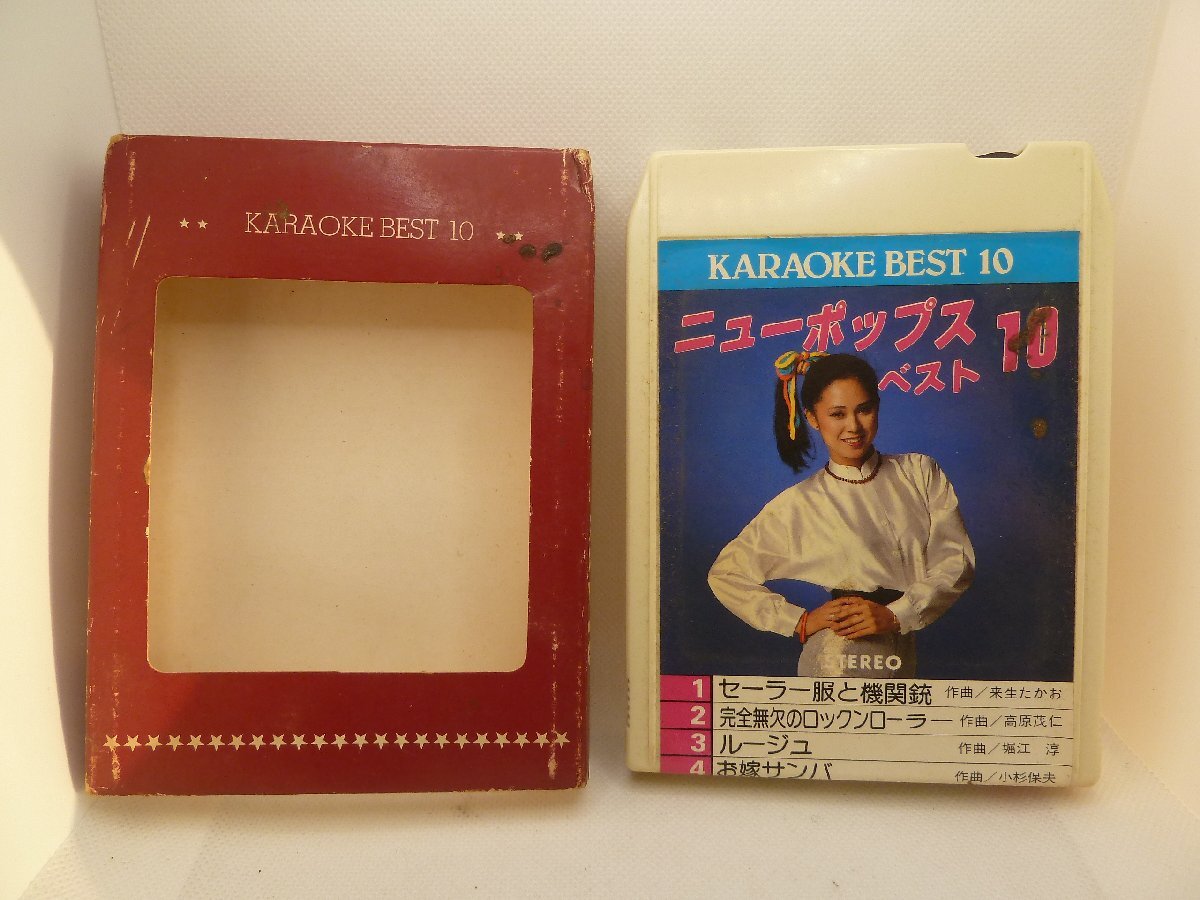 ★★ KARAOKE BEST 10 ★★
★★★★★★★★★★★★★★★★★★★★★★★
KARAOKE BEST 10
ニューポップス
ベスト10
STEREO
1 セーラー服と機関銃 作曲/来生たかお
2 完全無欠のロックンローラー 作曲/高原茂仁
3 ルージュ 作曲/堀江 淳
4 お嫁サンバ 作曲/小杉保夫